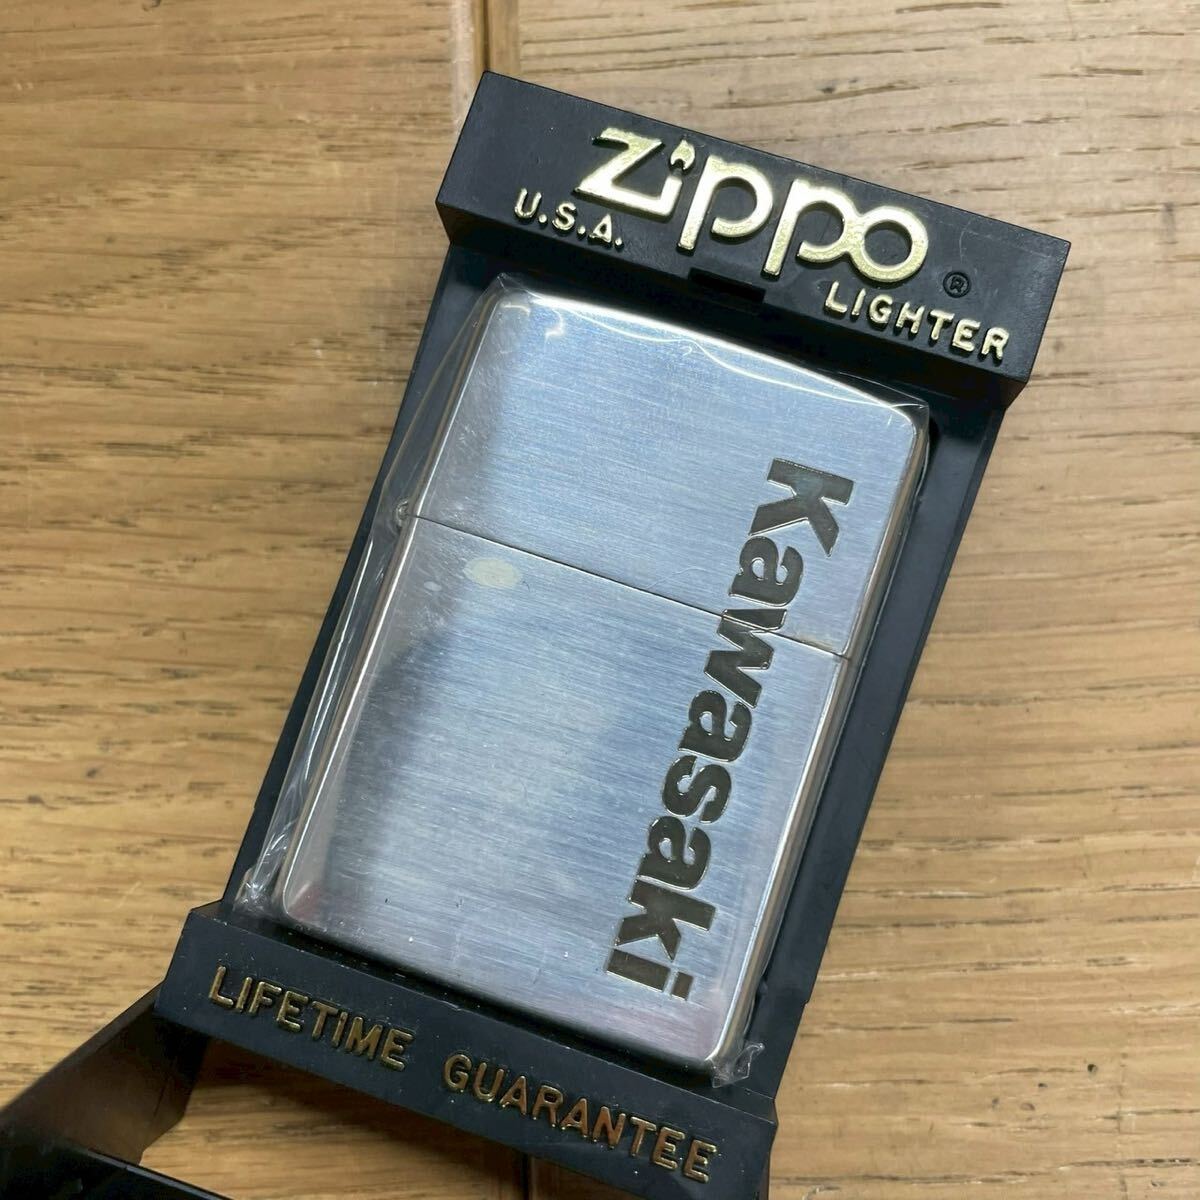 Zippo
U.S.A.
®
LIGHTER
Kawasaki
LIFETIME GUARANTEE